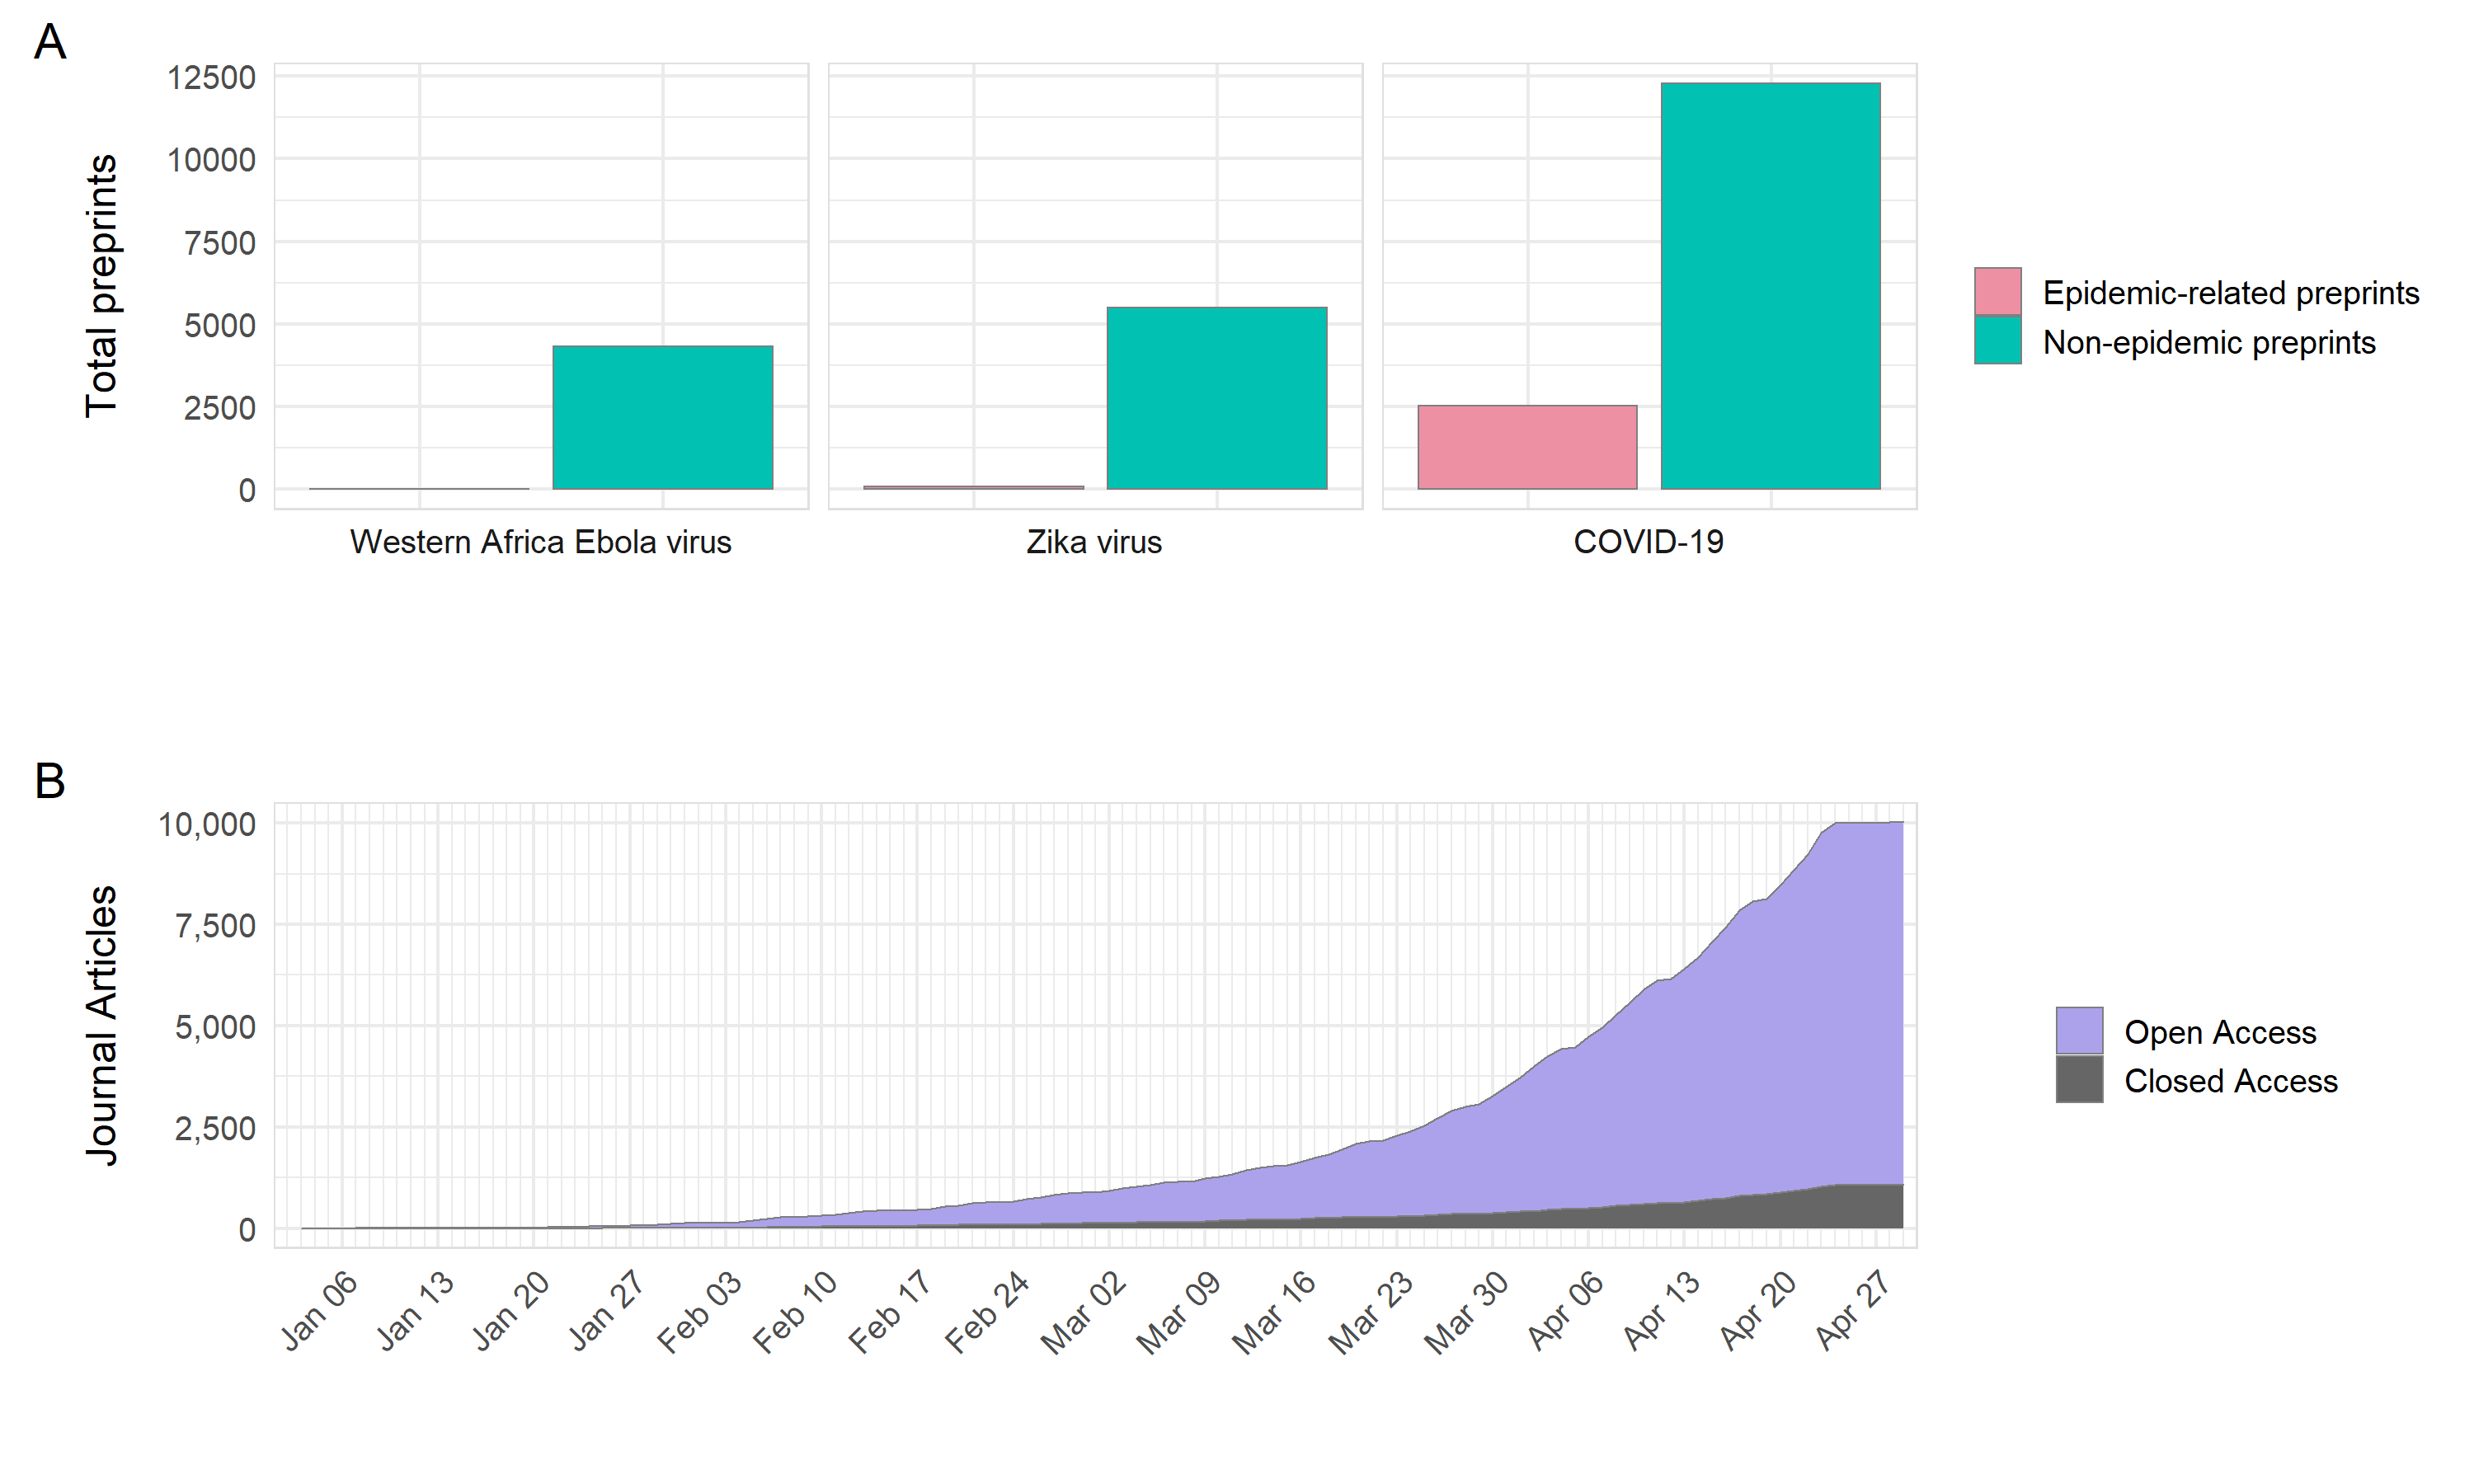 A
Total preprints
12500
10000
7500
5000
2500
0
Western Africa Ebola virus
Zika virus
COVID-19
Epidemic-related preprints
Non-epidemic preprints
B
Journal Articles
10,000
7,500
5,000
2,500
0
Jan 06
Jan 13
Jan 20
Jan 27
Feb 03
Feb 10
Feb 17
Feb 24
Mar 02
Mar 09
Mar 16
Mar 23
Mar 30
Apr 06
Apr 13
Apr 20
Apr 27
Open Access
Closed Access